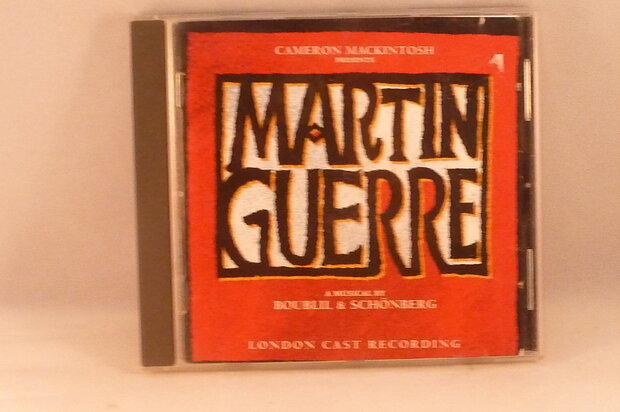 CAMERON MACKINTOSH
PRESENTS
MARTIN
GUERRE
A MUSICAL BY
BOUBLIL & SCHÖNBERG
LONDON CAST RECORDING